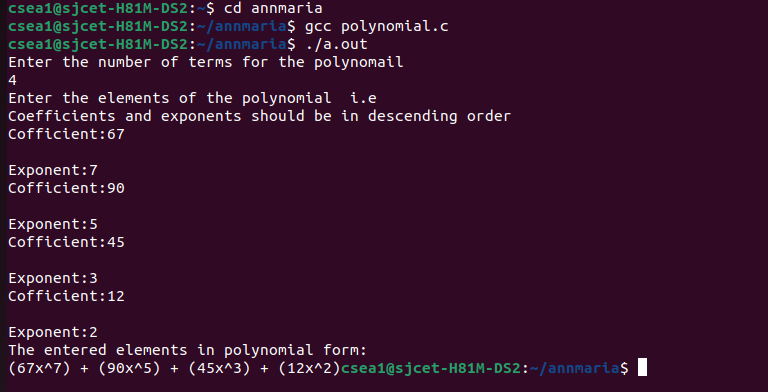 csea1@sjcet-H81M-DS2:~$ cd annmaria
csea1@sjcet-H81M-DS2:~/annmaria$ gcc polynomial.c
csea1@sjcet-H81M-DS2:~/annmaria$ ./a.out
Enter the number of terms for the polynomail
4
Enter the elements of the polynomial  i.e
Coefficients and exponents should be in descending order
Cofficient:67
Exponent:7
Cofficient:90
Exponent:5
Cofficient:45
Exponent:3
Cofficient:12
Exponent:2
The entered elements in polynomial form:
(67x^7) + (90x^5) + (45x^3) + (12x^2)csea1@sjcet-H81M-DS2:~/annmaria$